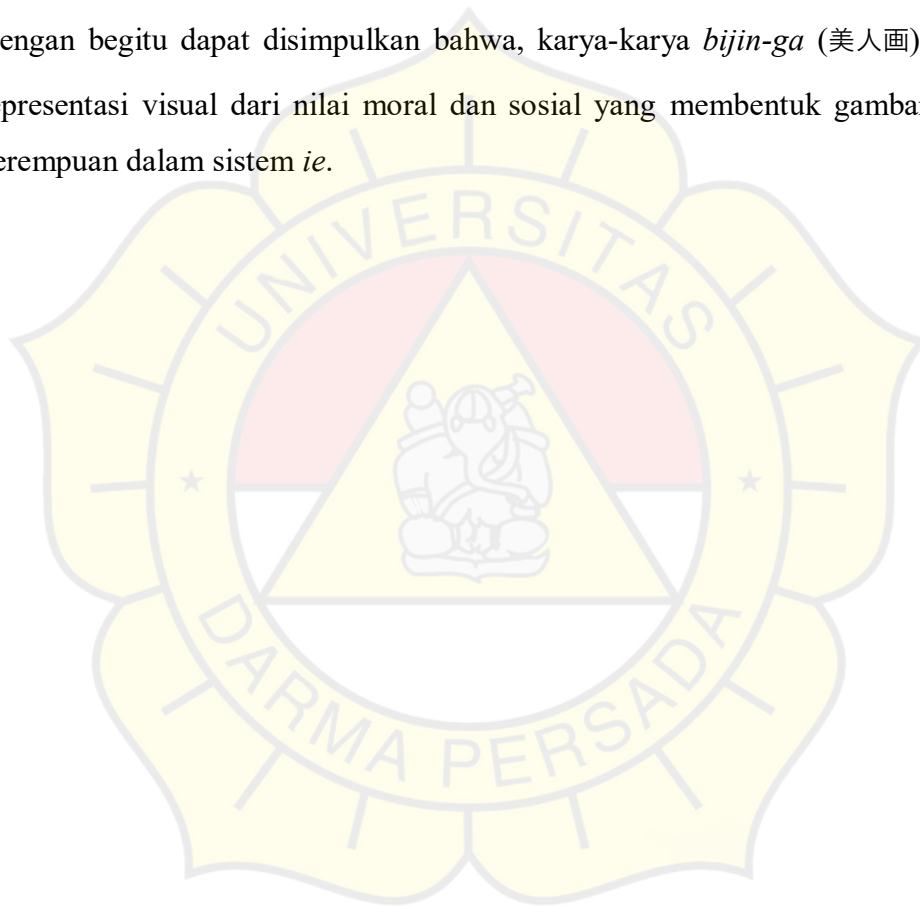 engan begitu dapat disimpulkan bahwa, karya-karya bijin-ga (美人画)
epresentasi visual dari nilai moral dan sosial yang membentuk gambar
erempuan dalam sistem ie.
UNIVERSITAS
DARMA PERSADA